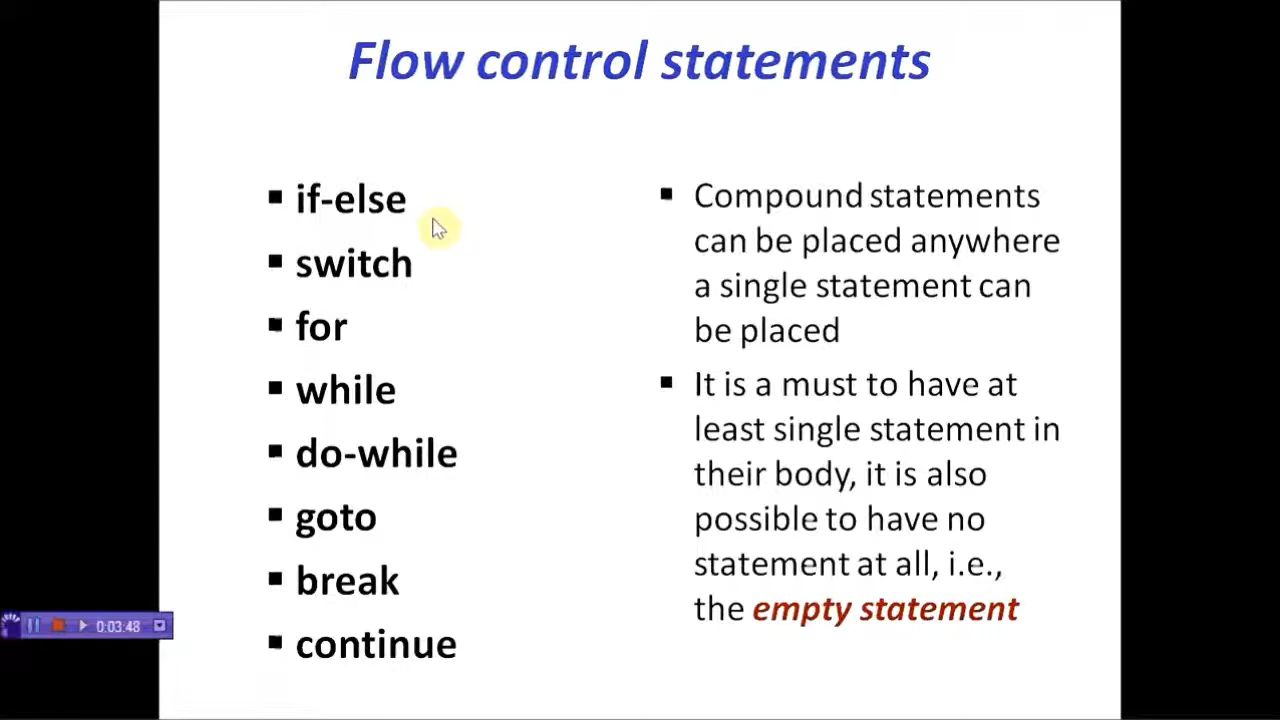 Flow control statements
▪ if-else
▪ switch
▪ for
▪ while
▪ do-while
▪ goto
▪ break
▪ continue
▪ Compound statements
can be placed anywhere
a single statement can
be placed
▪ It is a must to have at
least single statement in
their body, it is also
possible to have no
statement at all, i.e.,
the empty statement
0:03:48